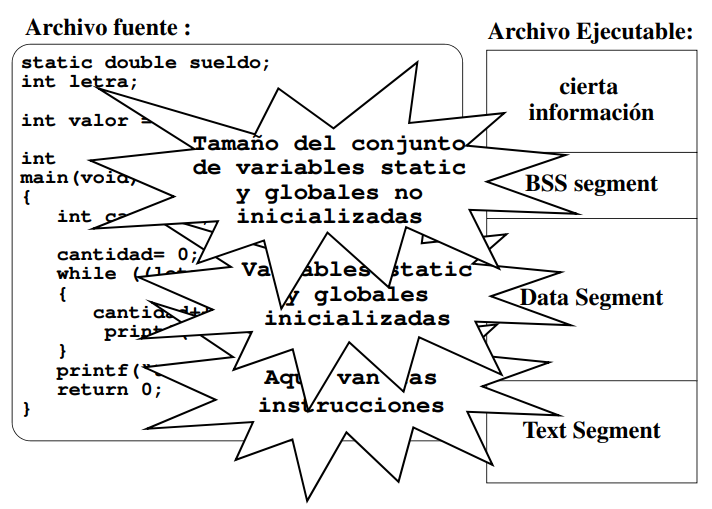 Archivo fuente :
static double sueldo;
int letra;
int valor =
int
main(void)
{
int
cantidad= 0;
while
{
print
}
printf(
return 0;
}
Tamaño del conjunto
de variables static
y globales no
inicializadas
Variables static
y globales
inicializadas
Aquí van las
instrucciones
Archivo Ejecutable:
cierta
información
BSS segment
Data Segment
Text Segment